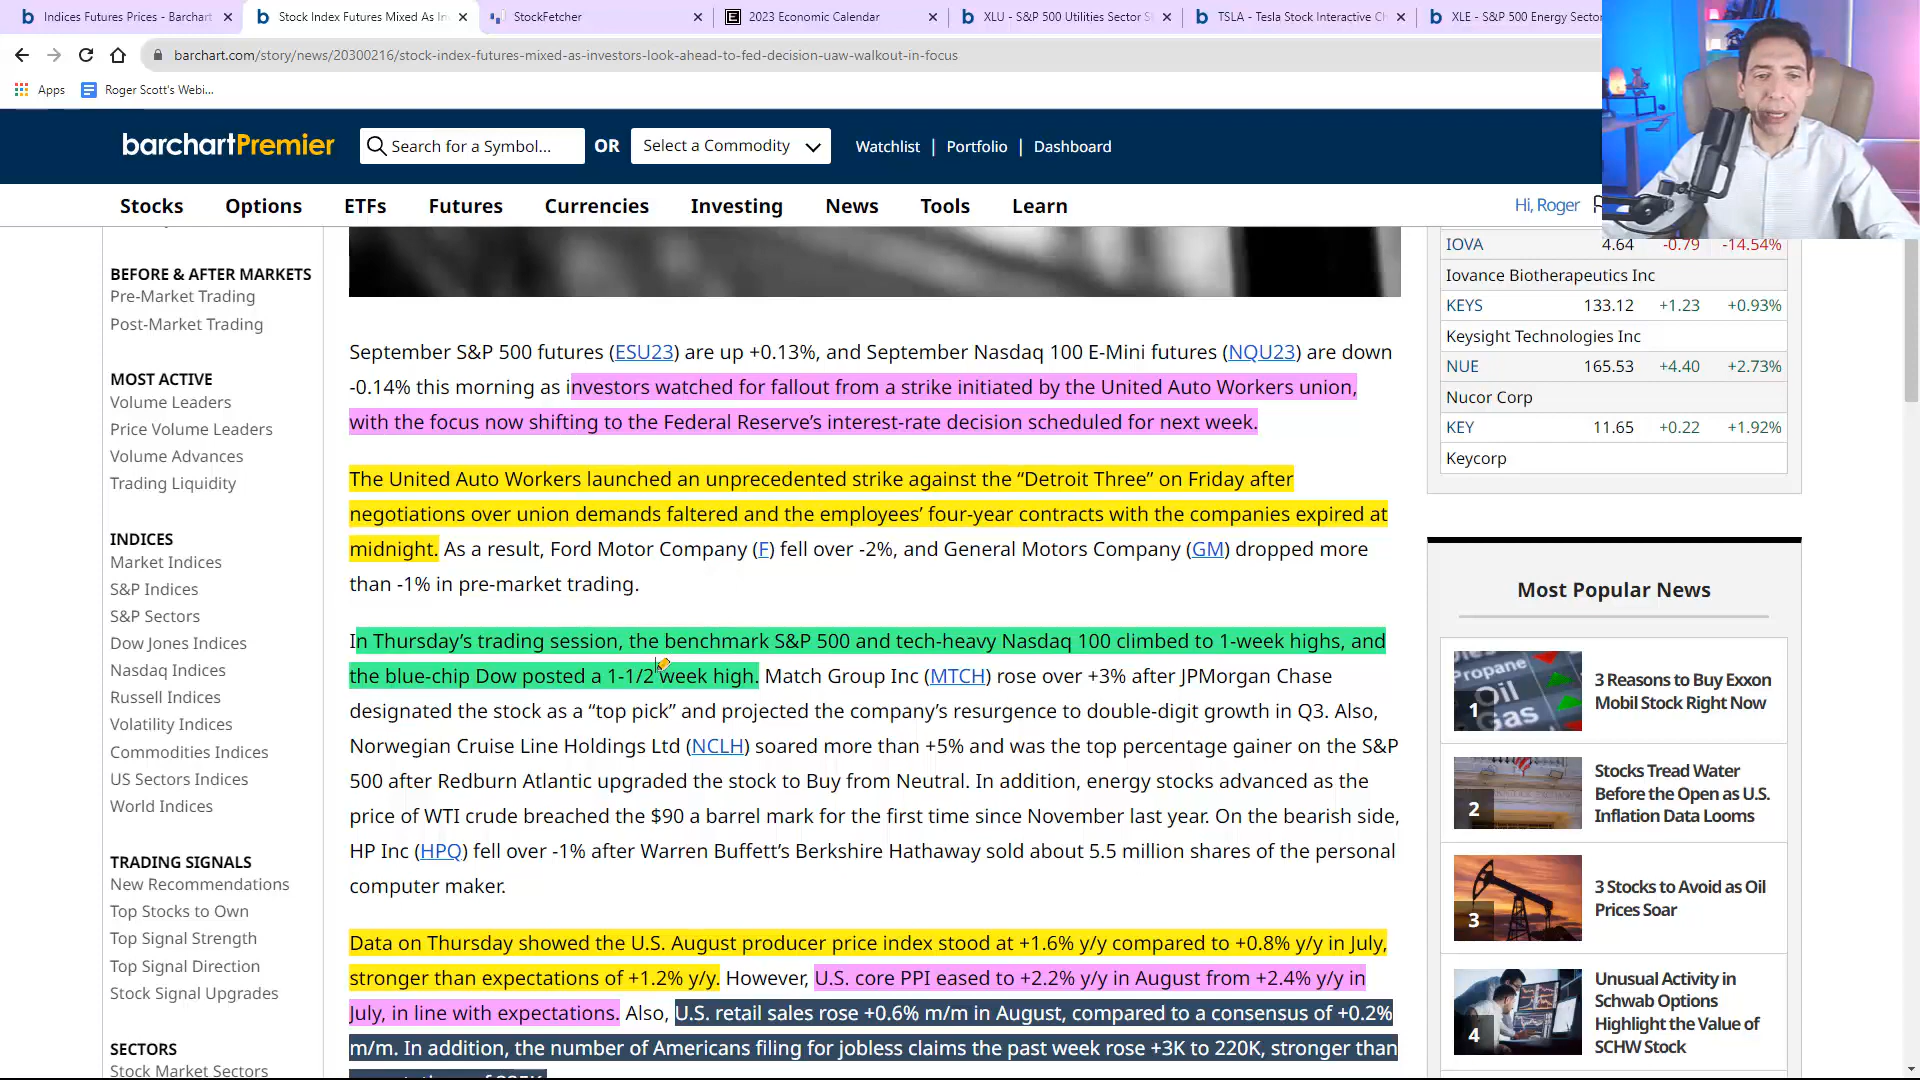 Indices Futures Prices - Barchart
Stock Index Futures Mixed As In
StockFetcher
2023 Economic Calendar
XLU - S&P 500 Utilities Sector S
TSLA - Tesla Stock Interactive Ch
XLE - S&P 500 Energy Sector
barchart.com/story/news/20300216/stock-index-futures-mixed-as-investors-look-ahead-to-fed-decision-uaw-walkout-in-focus
Apps
Roger Scott's Webi...
barchartPremier
Search for a Symbol...
OR
Select a Commodity
Watchlist | Portfolio | Dashboard
Stocks
Options
ETFs
Futures
Currencies
Investing
News
Tools
Learn
Hi, Roger
BEFORE & AFTER MARKETS
Pre-Market Trading
Post-Market Trading
MOST ACTIVE
Volume Leaders
Price Volume Leaders
Volume Advances
Trading Liquidity
INDICES
Market Indices
S&P Indices
S&P Sectors
Dow Jones Indices
Nasdaq Indices
Russell Indices
Volatility Indices
Commodities Indices
US Sectors Indices
World Indices
TRADING SIGNALS
New Recommendations
Top Stocks to Own
Top Signal Strength
Top Signal Direction
Stock Signal Upgrades
SECTORS
Stock Market Sectors
September S&P 500 futures (ESU23) are up +0.13%, and September Nasdaq 100 E-Mini futures (NQU23) are down
-0.14% this morning as investors watched for fallout from a strike initiated by the United Auto Workers union,
with the focus now shifting to the Federal Reserve’s interest-rate decision scheduled for next week.
The United Auto Workers launched an unprecedented strike against the “Detroit Three” on Friday after
negotiations over union demands faltered and the employees’ four-year contracts with the companies expired at
midnight. As a result, Ford Motor Company (F) fell over -2%, and General Motors Company (GM) dropped more
than -1% in pre-market trading.
In Thursday’s trading session, the benchmark S&P 500 and tech-heavy Nasdaq 100 climbed to 1-week highs, and
the blue-chip Dow posted a 1-1/2 week high. Match Group Inc (MTCH) rose over +3% after JPMorgan Chase
designated the stock as a “top pick” and projected the company’s resurgence to double-digit growth in Q3. Also,
Norwegian Cruise Line Holdings Ltd (NCLH) soared more than +5% and was the top percentage gainer on the S&P
500 after Redburn Atlantic upgraded the stock to Buy from Neutral. In addition, energy stocks advanced as the
price of WTI crude breached the $90 a barrel mark for the first time since November last year. On the bearish side,
HP Inc (HPQ) fell over -1% after Warren Buffett’s Berkshire Hathaway sold about 5.5 million shares of the personal
computer maker.
Data on Thursday showed the U.S. August producer price index stood at +1.6% y/y compared to +0.8% y/y in July,
stronger than expectations of +1.2% y/y. However, U.S. core PPI eased to +2.2% y/y in August from +2.4% y/y in
July, in line with expectations. Also, U.S. retail sales rose +0.6% m/m in August, compared to a consensus of +0.2%
m/m. In addition, the number of Americans filing for jobless claims the past week rose +3K to 220K, stronger than
IOVA 4.64 -0.79 -14.54%
Iovance Biotherapeutics Inc
KEYS 133.12 +1.23 +0.93%
Keysight Technologies Inc
NUE 165.53 +4.40 +2.73%
Nucor Corp
KEY 11.65 +0.22 +1.92%
Keycorp
Most Popular News
Propane
Oil
Gas
1
3 Reasons to Buy Exxon
Mobil Stock Right Now
2
Stocks Tread Water
Before the Open as U.S.
Inflation Data Looms
3
3 Stocks to Avoid as Oil
Prices Soar
4
Unusual Activity in
Schwab Options
Highlight the Value of
SCHW Stock